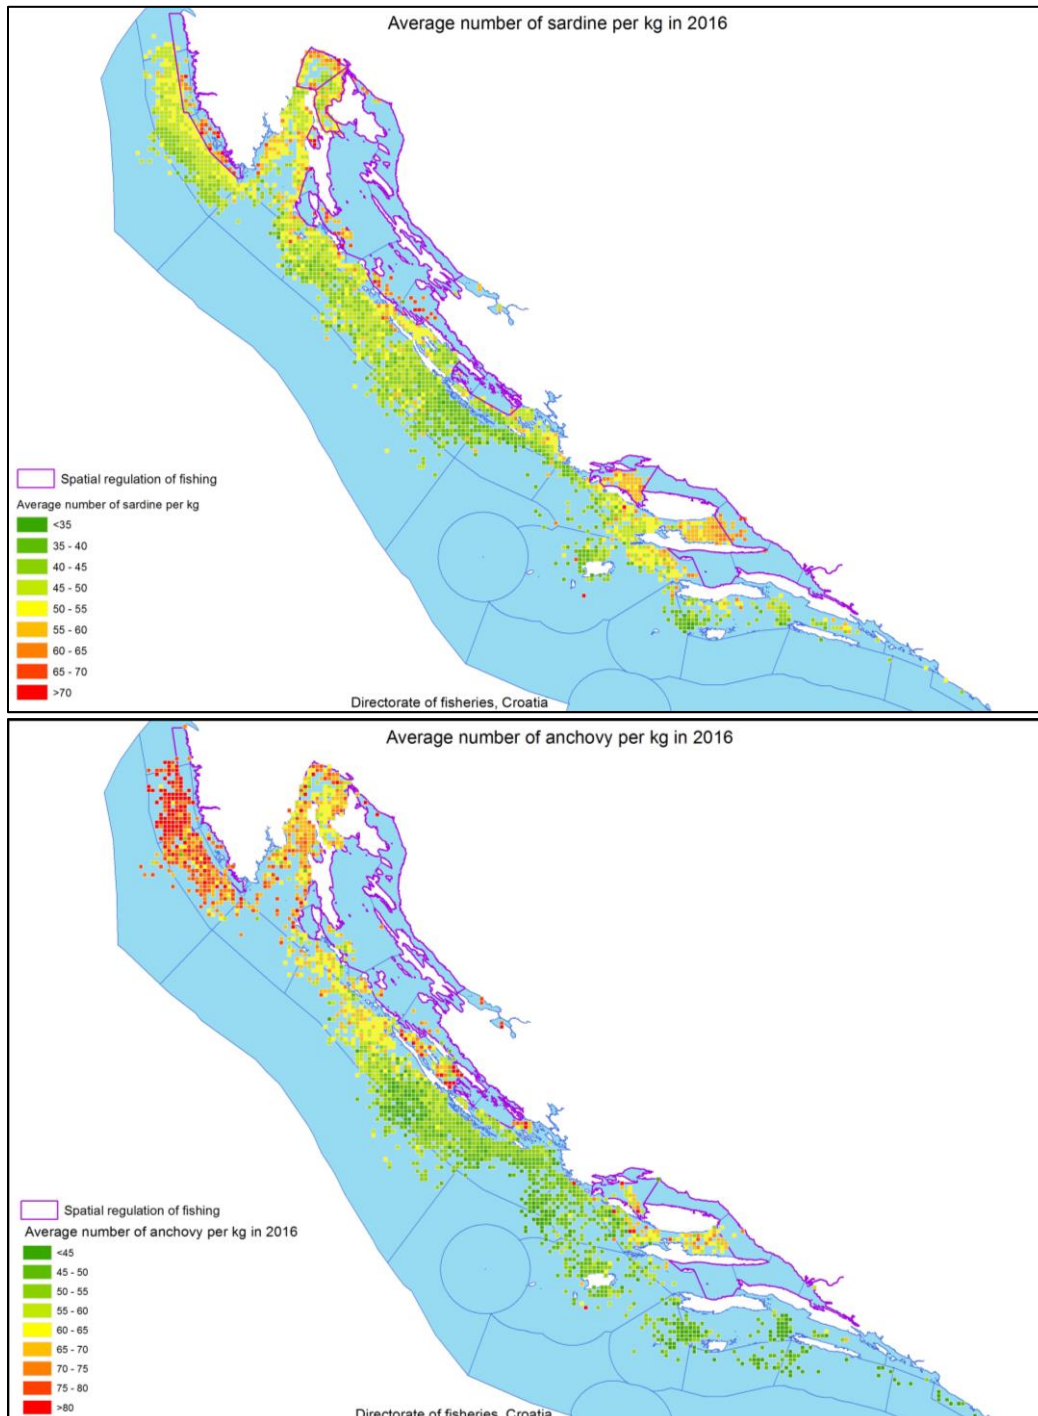 Average number of sardine per kg in 2016
Spatial regulation of fishing
Average number of sardine per kg
<35
35 - 40
40 - 45
45 - 50
50 - 55
55 - 60
60 - 65
65 - 70
>70
Directorate of fisheries, Croatia
Average number of anchovy per kg in 2016
Spatial regulation of fishing
Average number of anchovy per kg in 2016
<45
45 - 50
50 - 55
55 - 60
60 - 65
65 - 70
70 - 75
75 - 80
>80
Directorate of fisheries, Croatia